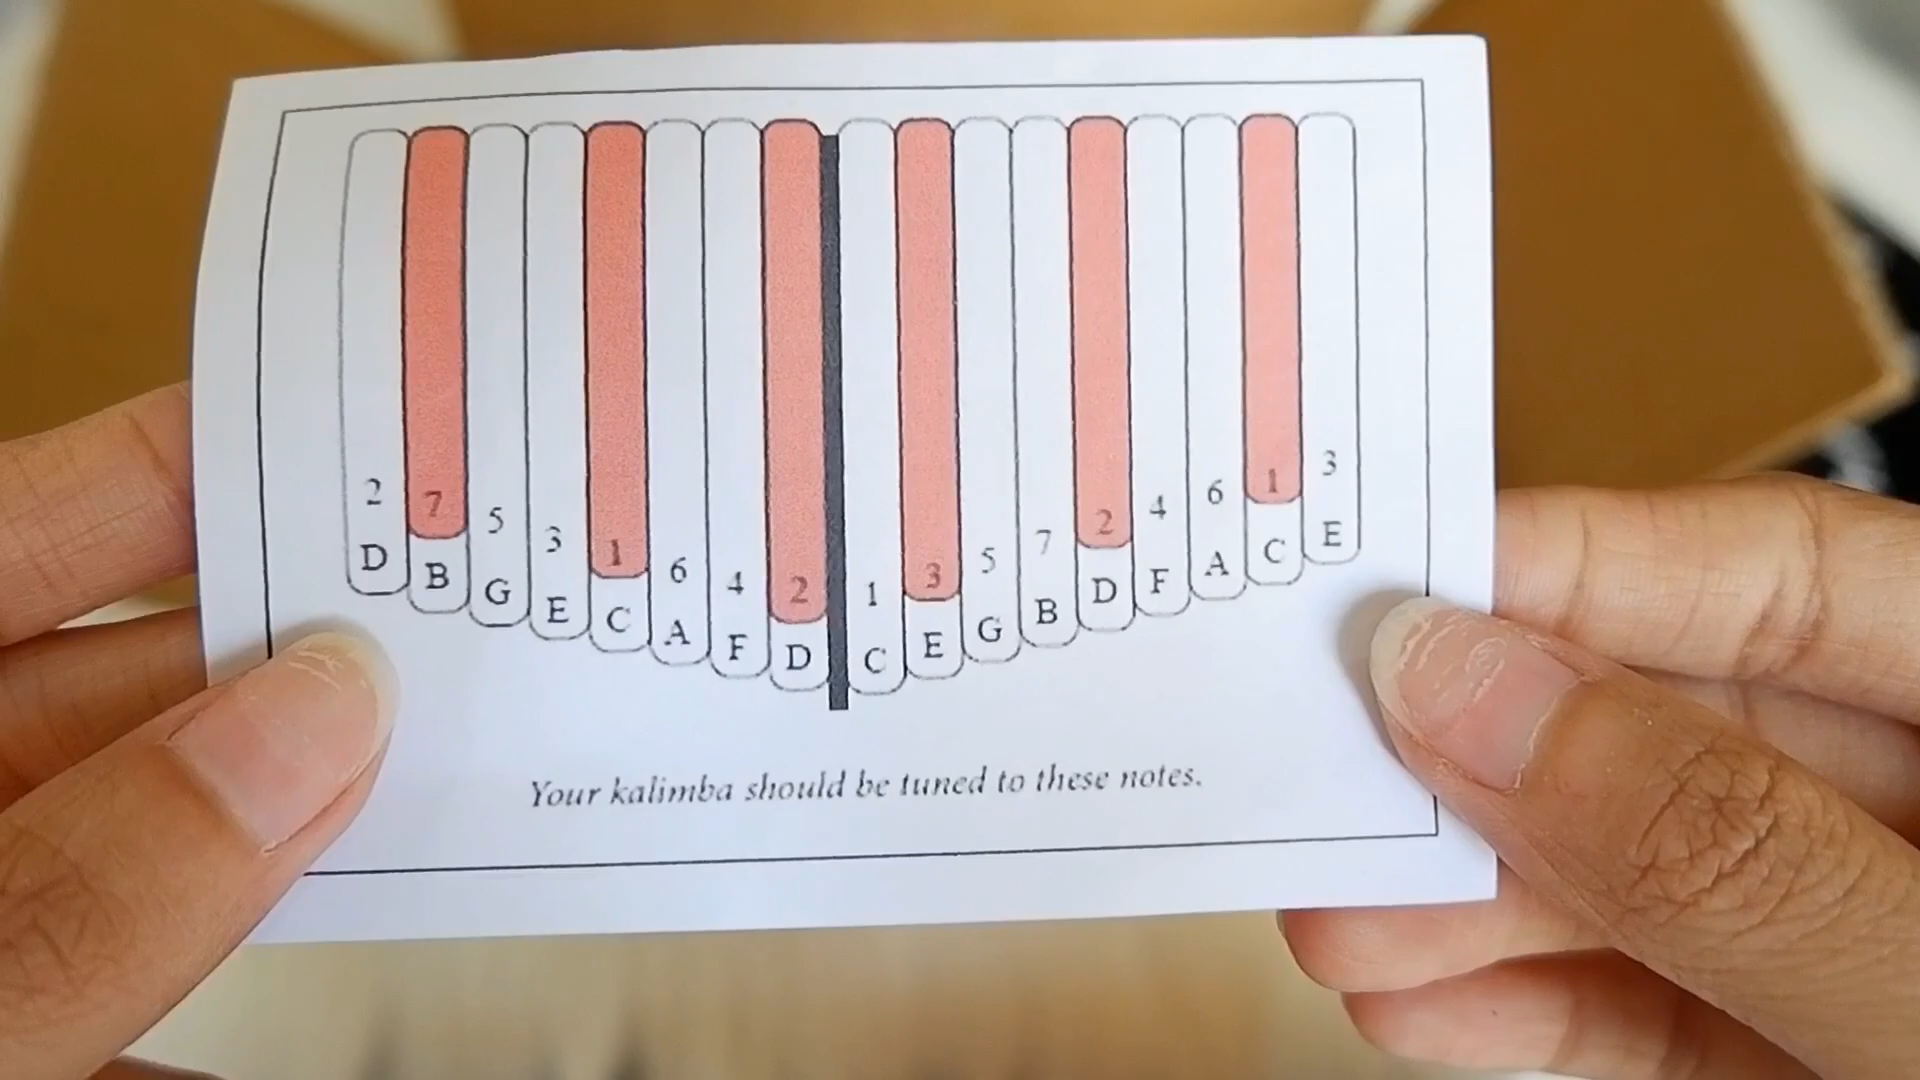 2 7 5 3 1 6 4 2 1 3 5 7 2 4 6 1 3
D B G E C A F D C E G B D F A C E
Your kalimba should be tuned to these notes.